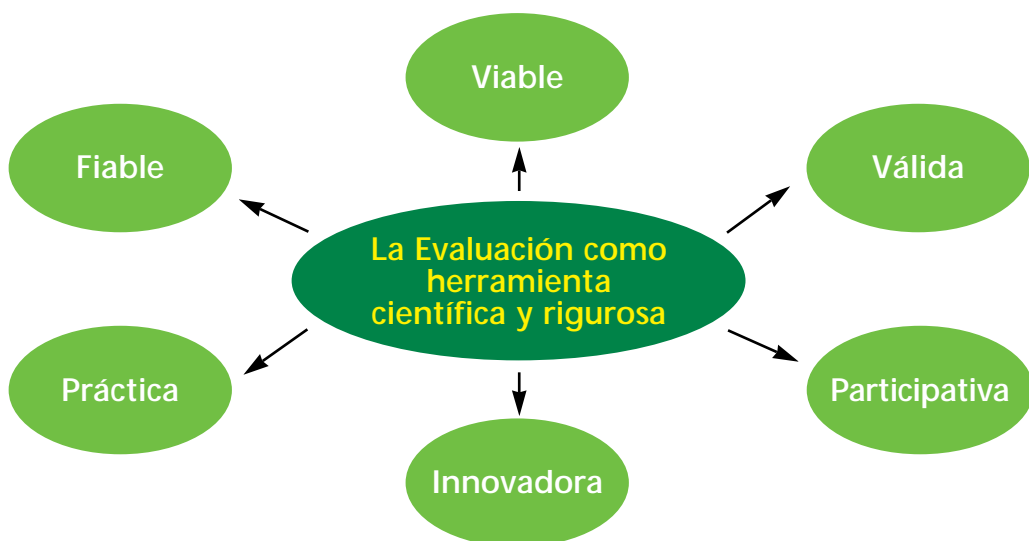 Viable
Fiable
Válida
La Evaluación como
herramienta
científica y rigurosa
Práctica
Participativa
Innovadora